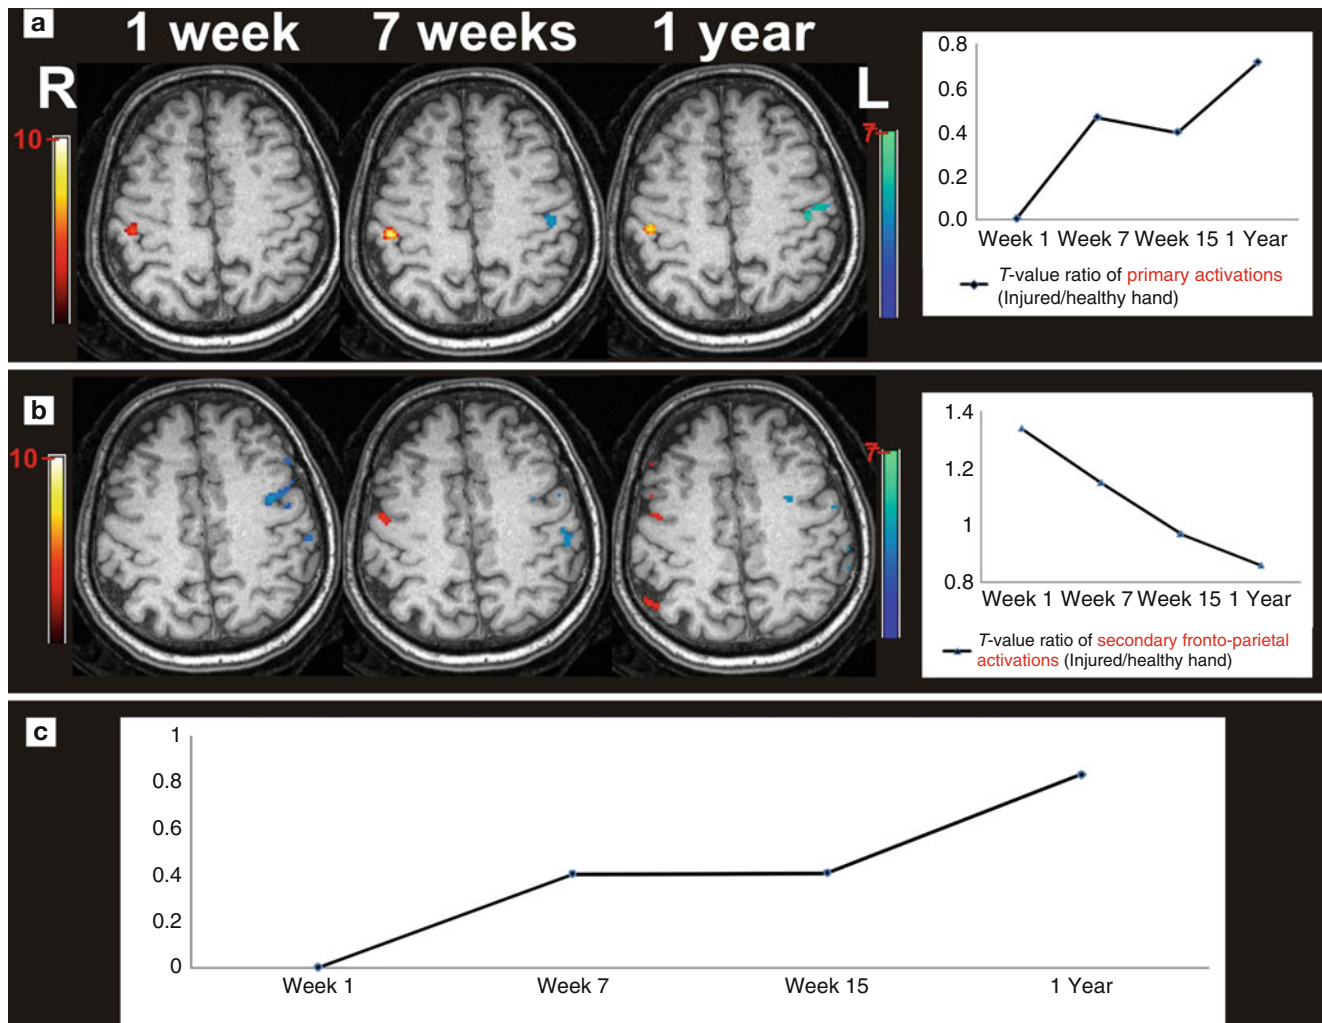 a
1 week 7 weeks 1 year
R L
10 7
0.8
0.6
0.4
0.2
0.0
Week 1 Week 7 Week 15 1 Year
T-value ratio of primary activations
(Injured/healthy hand)
b
10 7
1.4
1.2
1
0.8
Week 1 Week 7 Week 15 1 Year
T-value ratio of secondary fronto-parietal
activations (Injured/healthy hand)
c
1
0.8
0.6
0.4
0.2
0
Week 1 Week 7 Week 15 1 Year